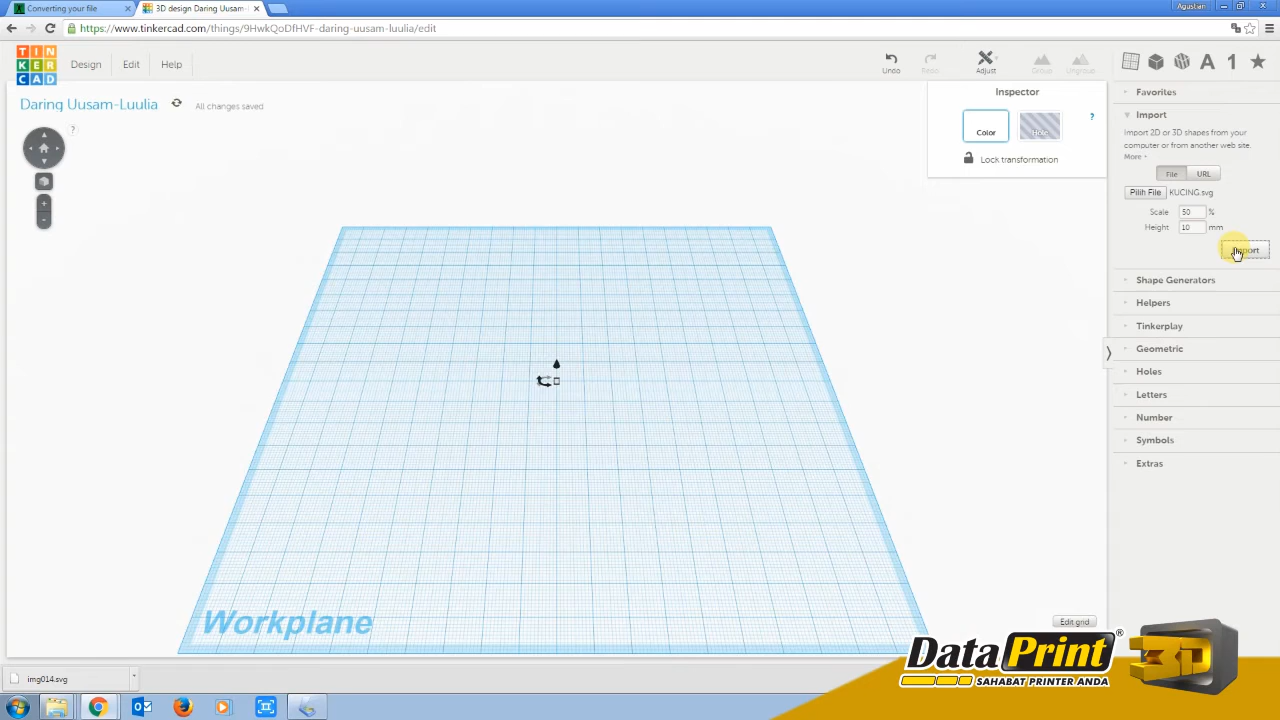 Converting your file
3D design Daring Uusam-
Agustian
https://www.tinkercad.com/things/9HwkQoDfHVF-daring-uusam-luulia/edit
TIN
KER
CAD
Design
Edit
Help
Undo
Redo
Adjust
Group
Ungroup
A
1
Daring Uusam-Luulia
All changes saved
?
Inspector
Color
Hole
?
Lock transformation
Favorites
Import
Import 2D or 3D shapes from your
computer or from another web site.
More
File
URL
Pilih File
KUCING.svg
Scale
50
%
Height
10
mm
Import
Shape Generators
Helpers
Tinkerplay
Geometric
Holes
Letters
Number
Symbols
Extras
Workplane
Edit grid
img014.svg
Data Print ®
SAHABAT PRINTER ANDA
3D